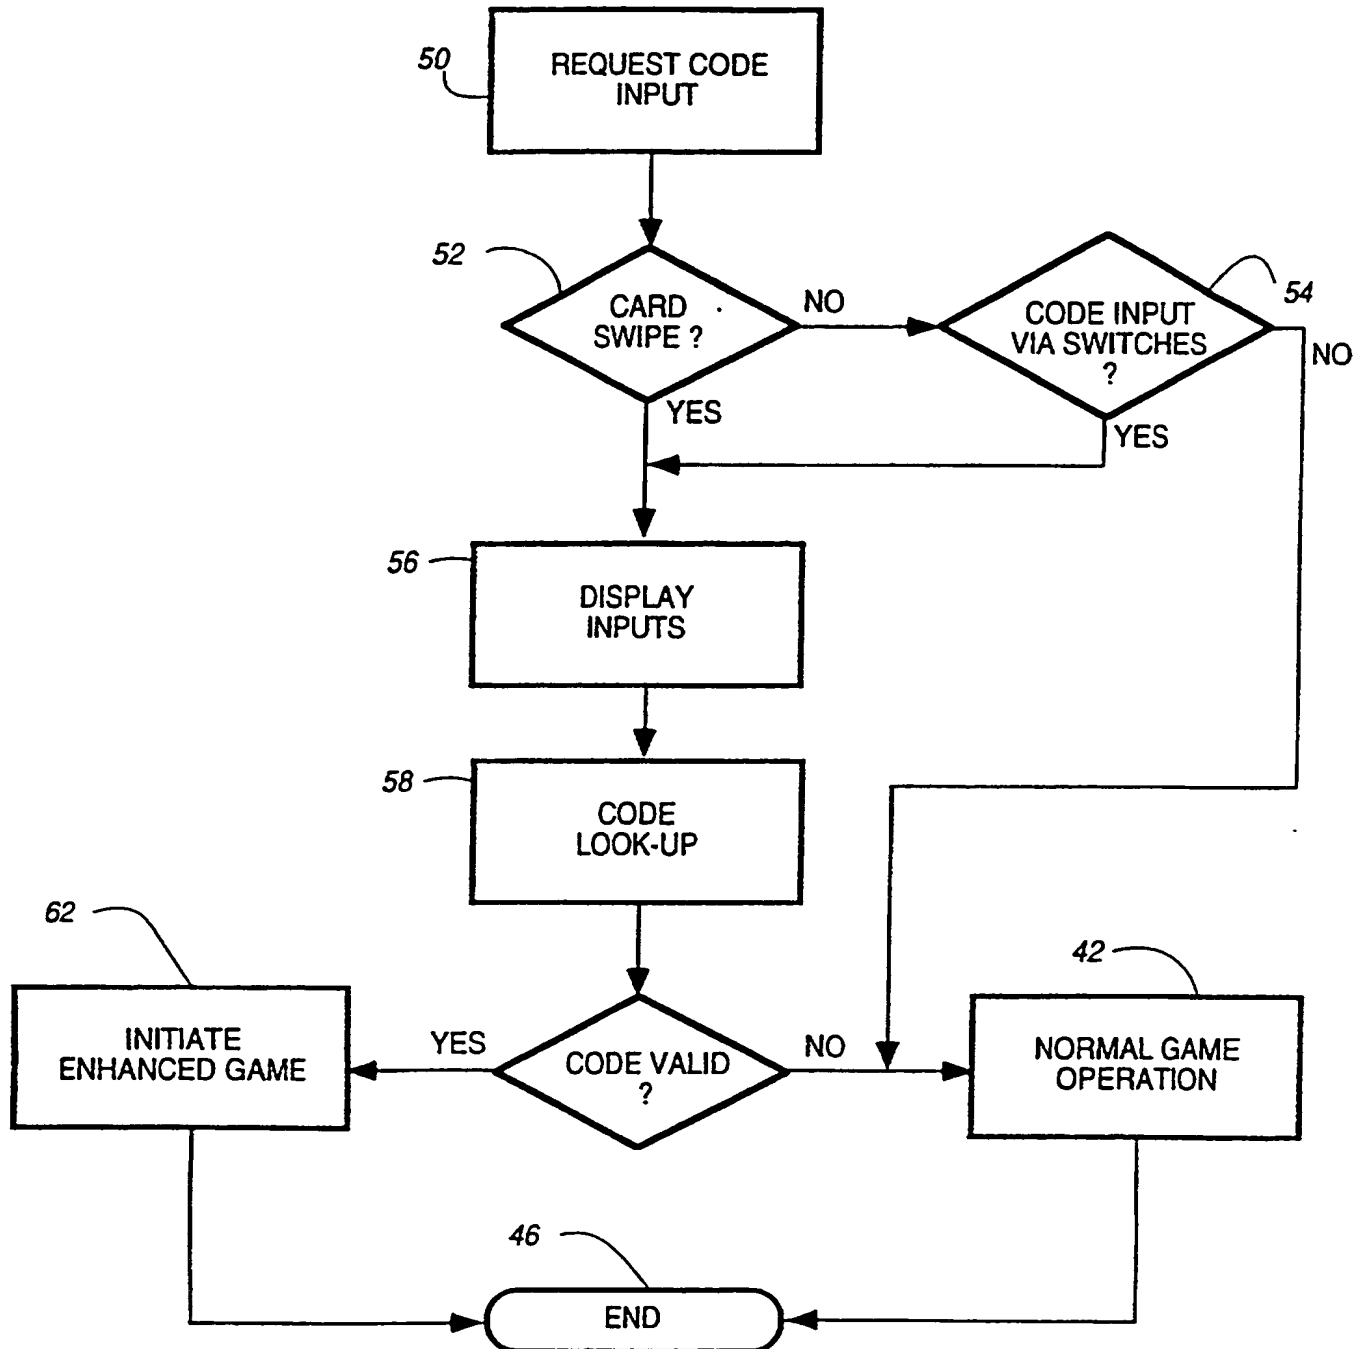 50
REQUEST CODE
INPUT
52
CARD
SWIPE ?
NO
54
CODE INPUT
VIA SWITCHES
?
NO
YES
YES
56
DISPLAY
INPUTS
58
CODE
LOOK-UP
62
INITIATE
ENHANCED GAME
YES
CODE VALID
?
NO
42
NORMAL GAME
OPERATION
46
END